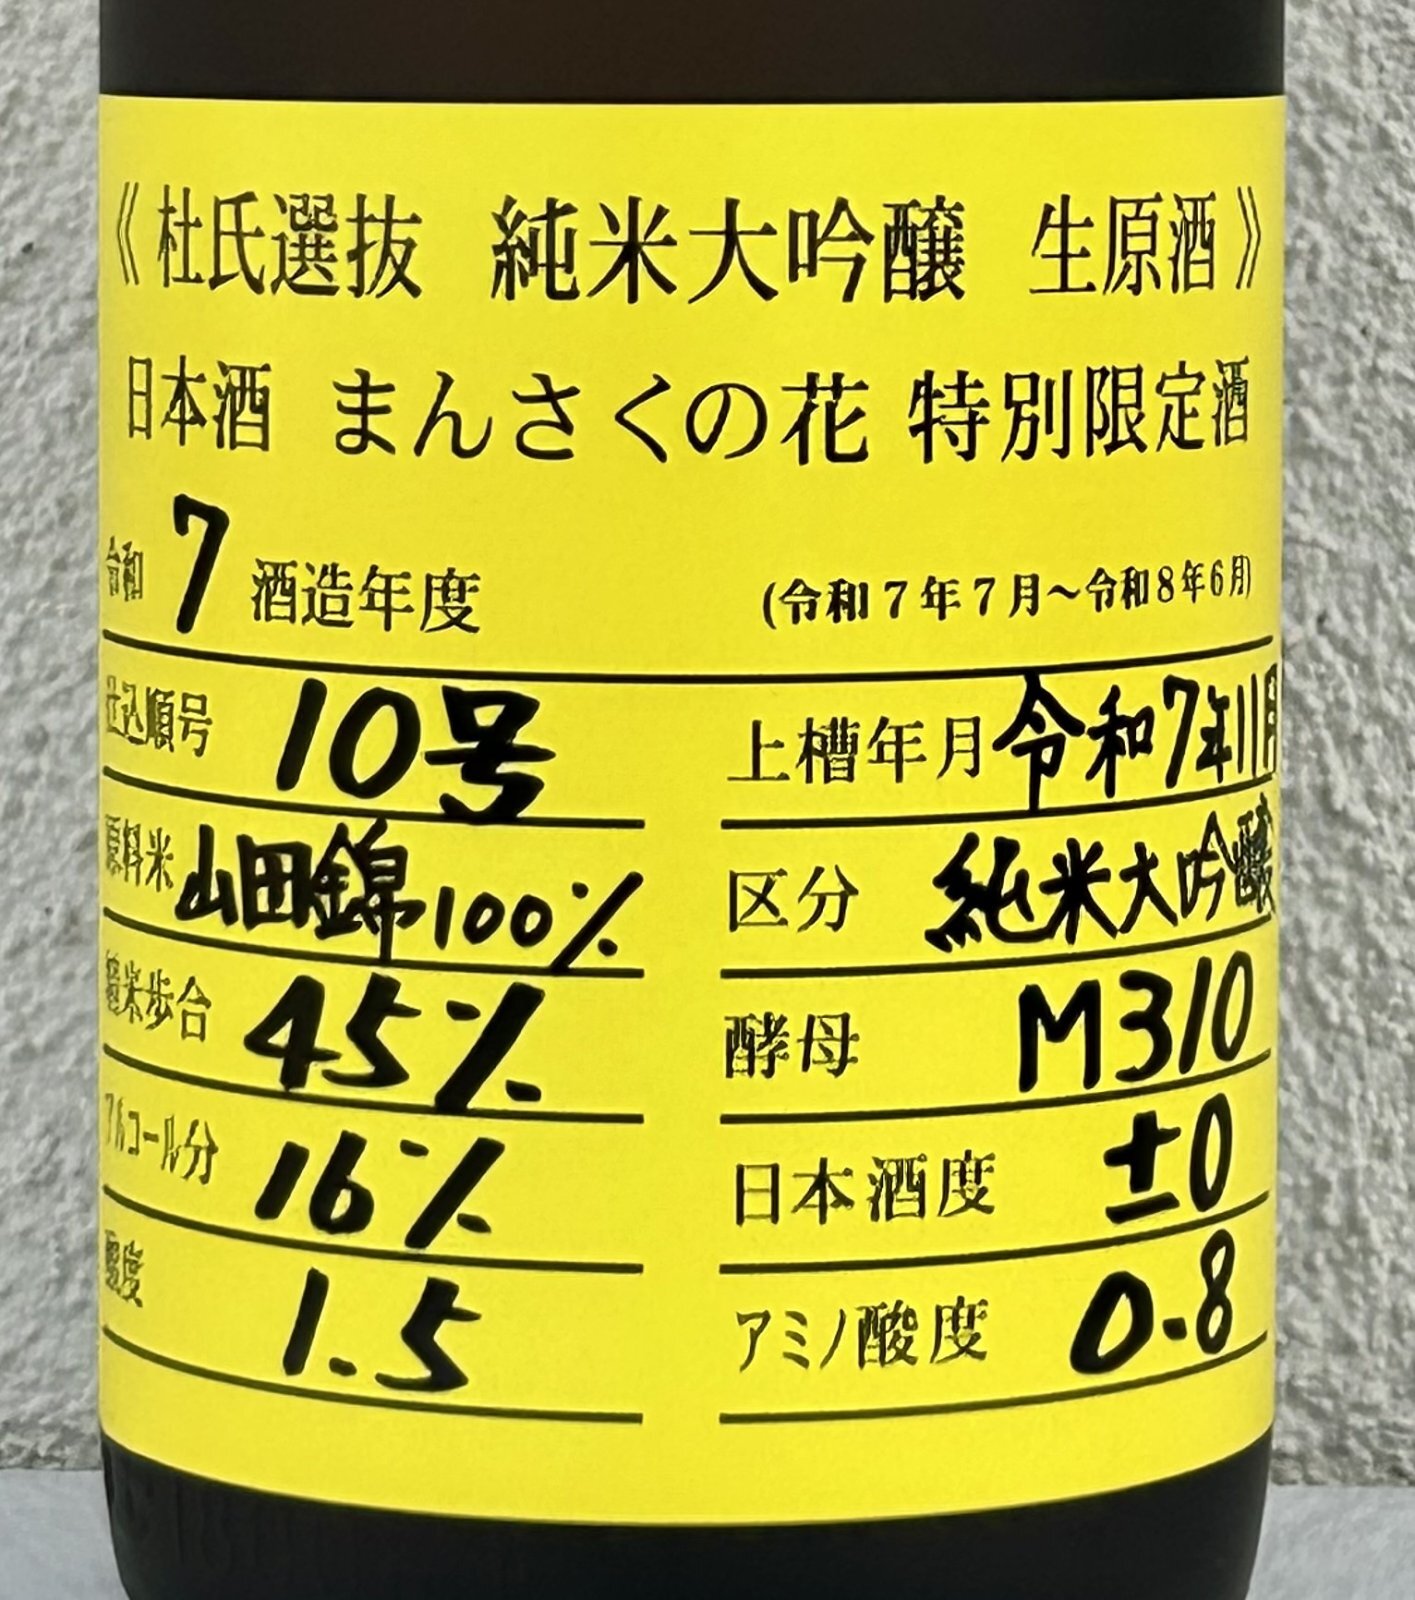 《杜氏選抜 純米大吟醸 生原酒》
日本酒 まんさくの花 特別限定酒
令和7酒造年度 (令和7年7月～令和8年6月)
仕込順号 10号 上槽年月 令和7年11月
原料米 山田錦100% 区分 純米大吟醸
精米歩合 45% 酵母 M310
アルコール分 16% 日本酒度 ±0
酸度 1.5 アミノ酸度 0.8